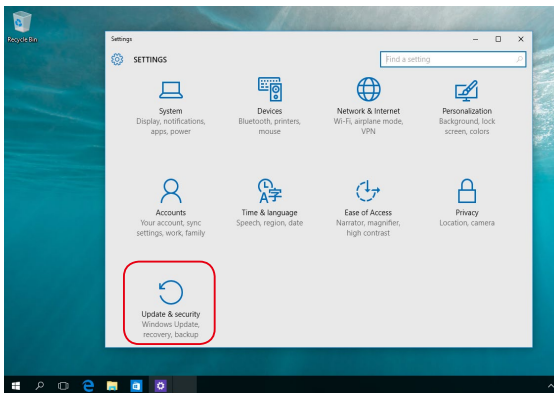 Recycle Bin
Settings
SETTINGS
Find a setting
System
Display, notifications,
apps, power
Devices
Bluetooth, printers,
mouse
Network & Internet
Wi-Fi, airplane mode,
VPN
Personalization
Background, lock
screen, colors
Accounts
Your account, sync
settings, work, family
Time & language
Speech, region, date
Ease of Access
Narrator, magnifier,
high contrast
Privacy
Location, camera
Update & security
Windows Update,
recovery, backup